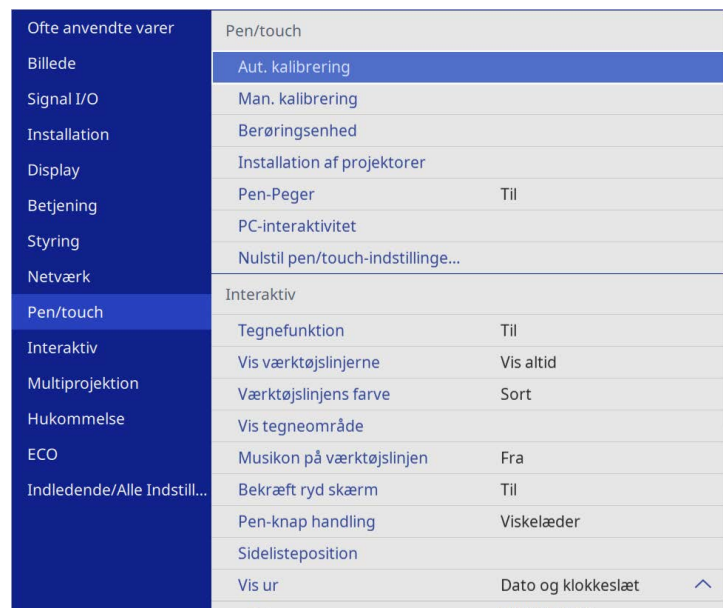 Ofte anvendte varer
Billede
Signal I/O
Installation
Display
Betjening
Styring
Netværk
Pen/touch
Interaktiv
Multiprojektion
Hukommelse
ECO
Indledende/Alle Indstill...
Pen/touch
Aut. kalibrering
Man. kalibrering
Berøringsenhed
Installation af projektorer
Pen-Peger Til
PC-interaktivitet
Nulstil pen/touch-indstillinge...
Interaktiv
Tegnefunktion Til
Vis værktøjslinjerne Vis altid
Værktøjslinjens farve Sort
Vis tegneområde
Musikon på værktøjslinjen Fra
Bekræft ryd skærm Til
Pen-knap handling Viskelæder
Sidelisteposition
Vis ur Dato og klokkeslæt